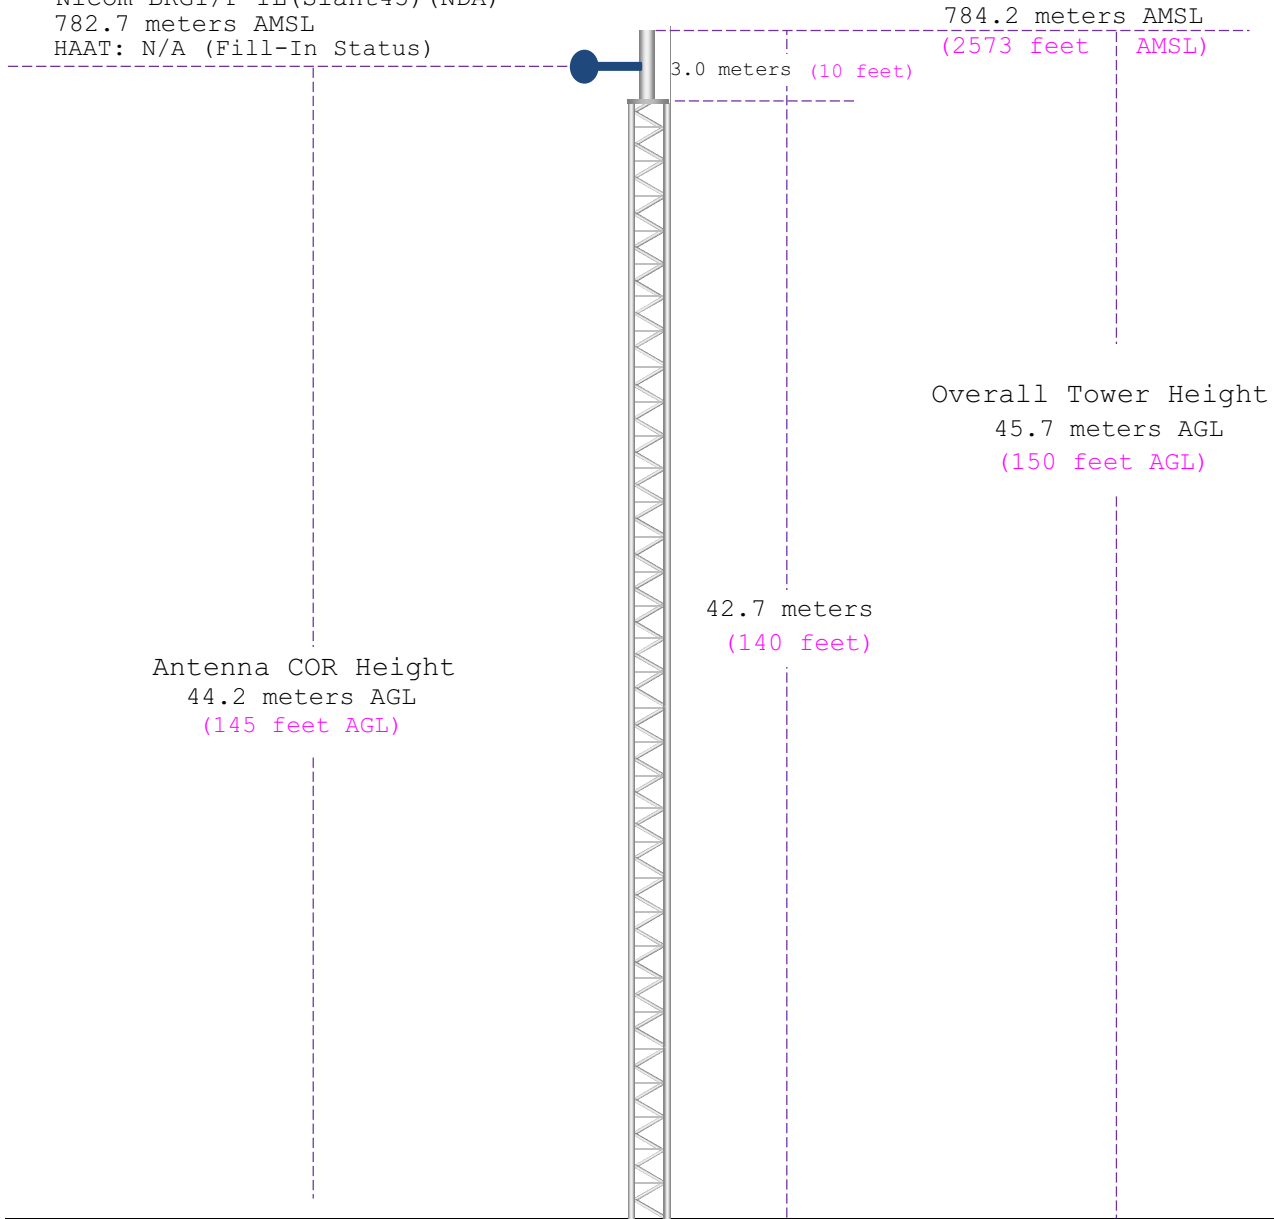 782.7 meters AMSL
HAAT: N/A (Fill-In Status)
784.2 meters AMSL
(2573 feet AMSL)
3.0 meters (10 feet)
Overall Tower Height
45.7 meters AGL
(150 feet AGL)
42.7 meters
(140 feet)
Antenna COR Height
44.2 meters AGL
(145 feet AGL)